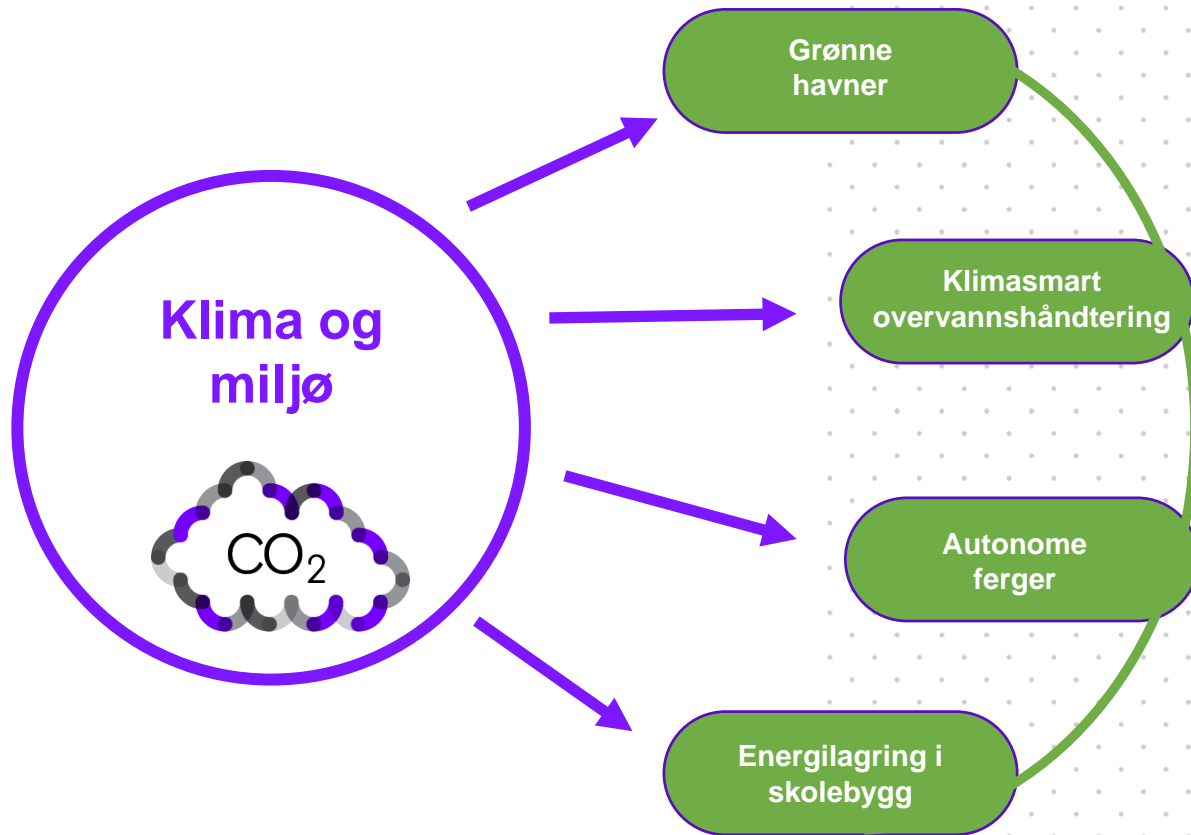 Grønne
havner
Klimasmart
overvannshåndtering
Klima og
miljø
CO₂
Autonome
ferger
Energilagring i
skolebygg